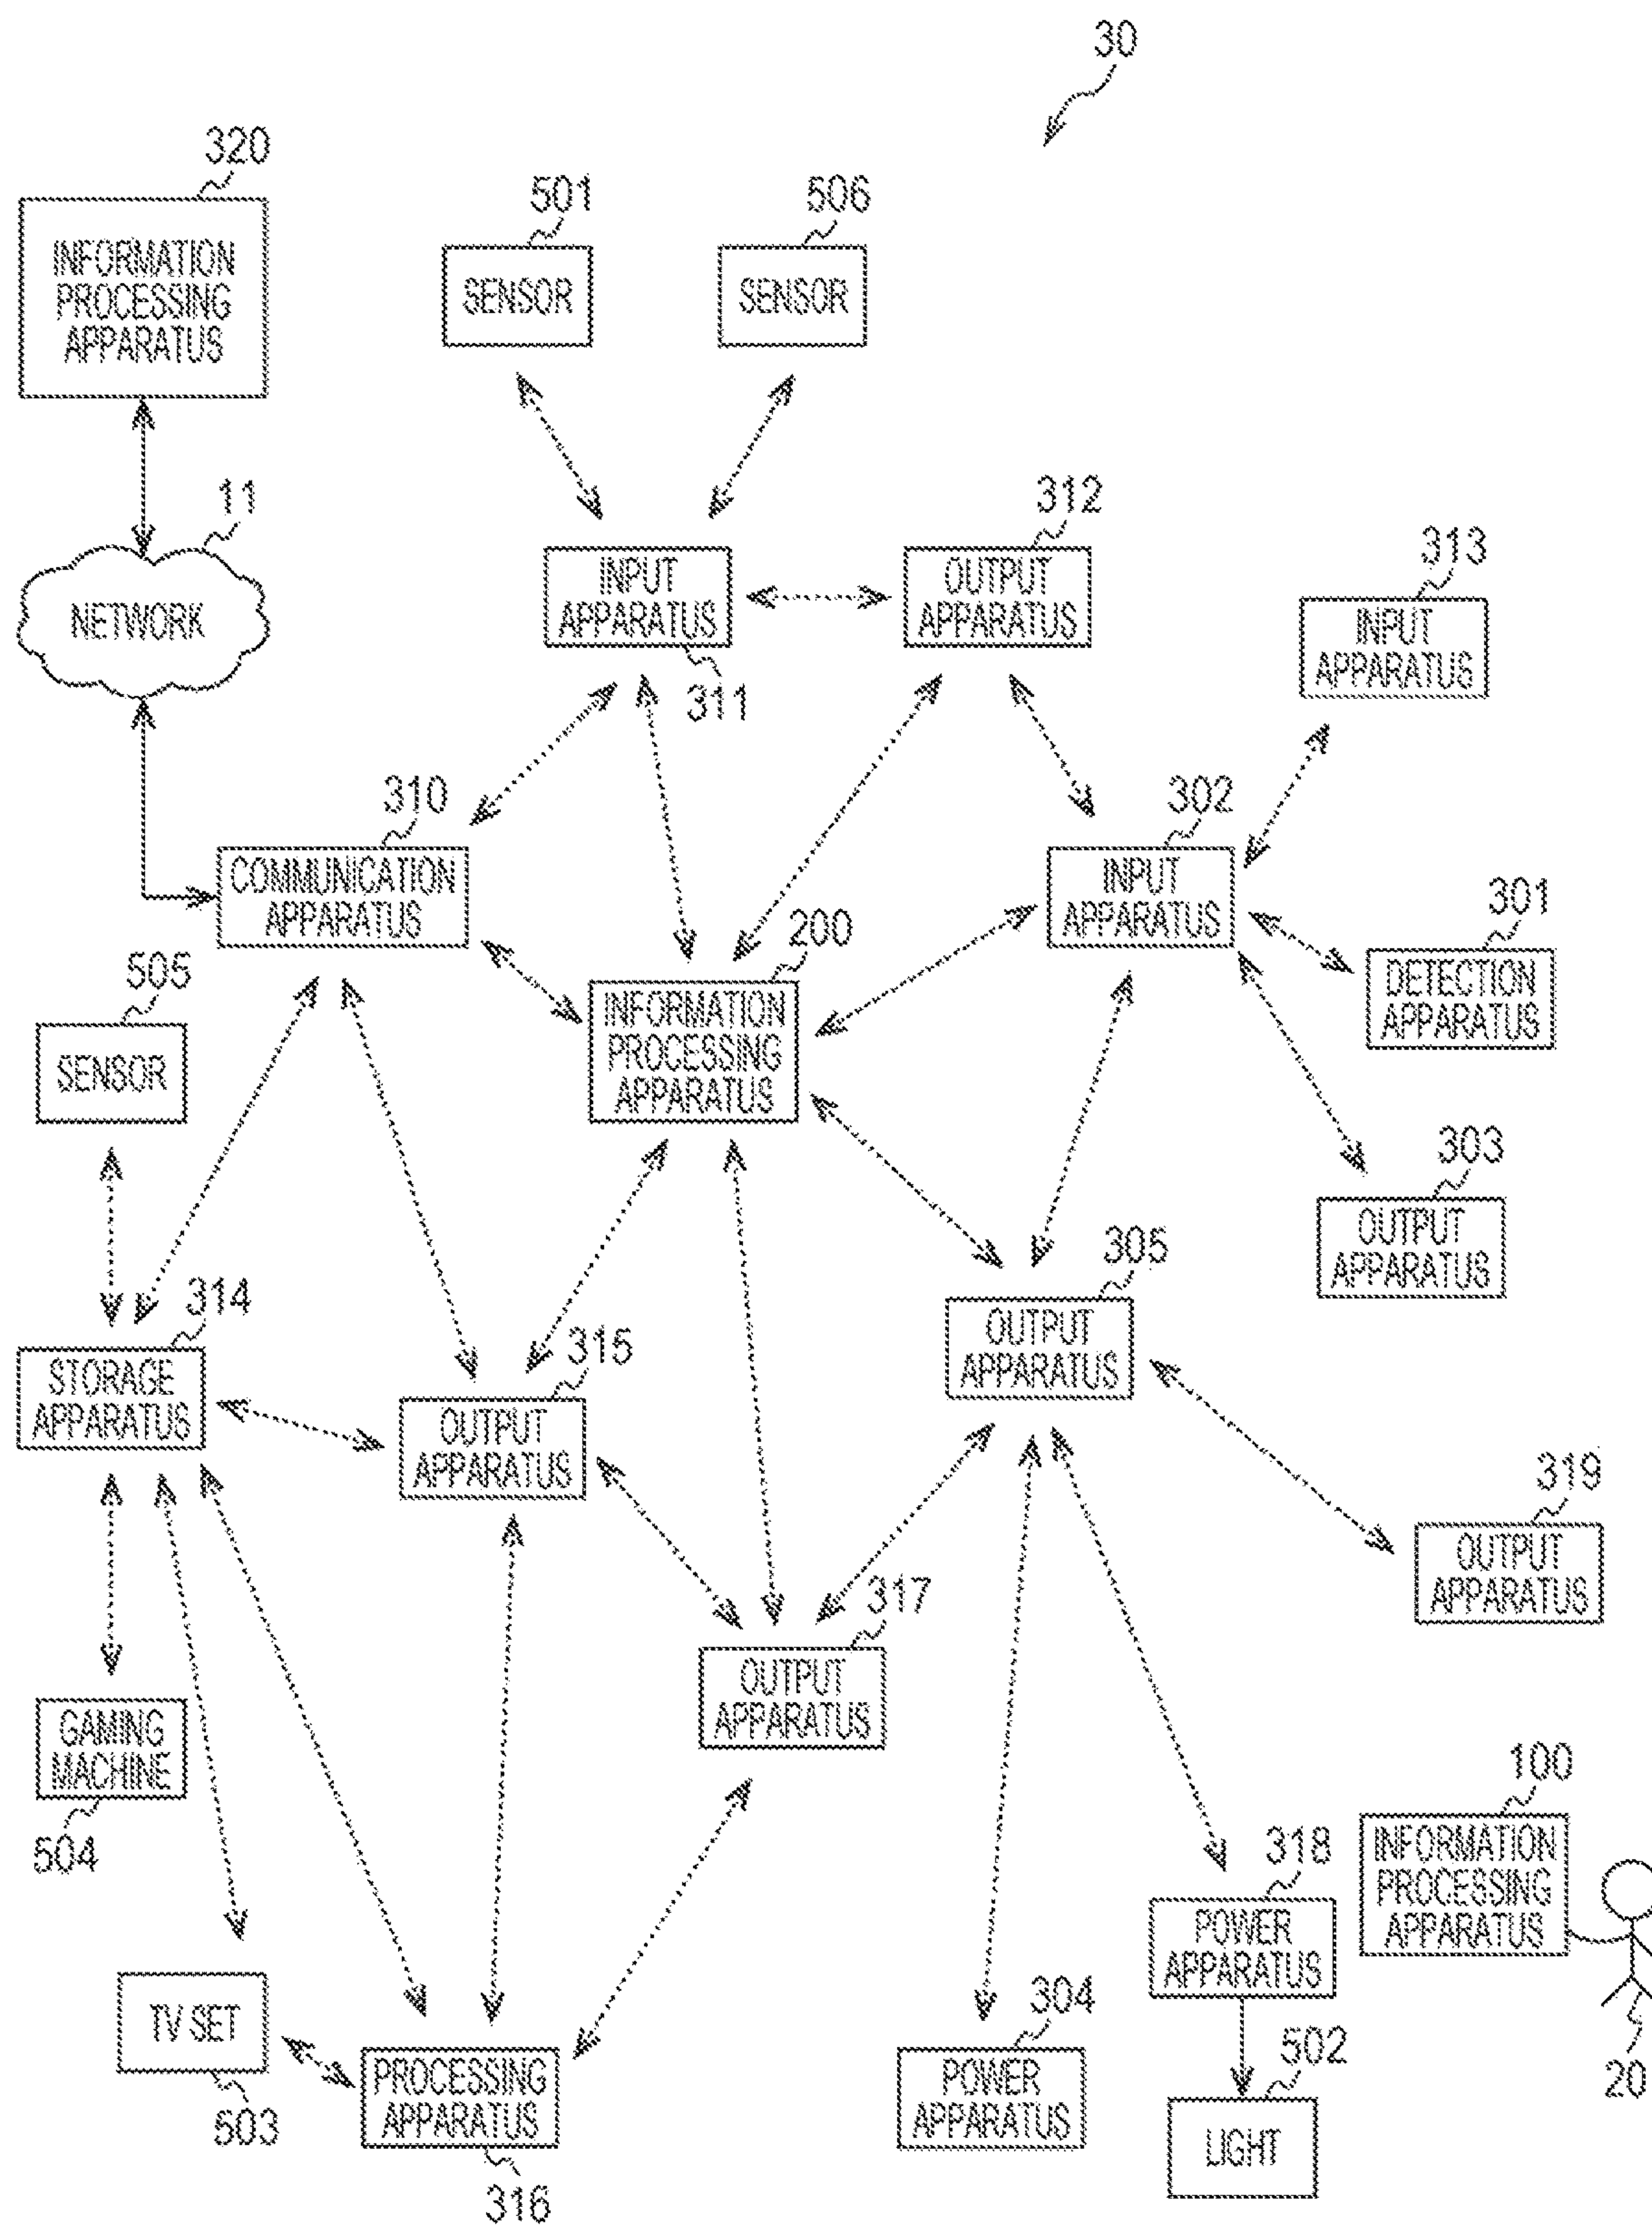 30
320
INFORMATION
PROCESSING
APPARATUS
501
SENSOR
506
SENSOR
11
NETWORK
INPUT
APPARATUS
311
312
OUTPUT
APPARATUS
313
INPUT
APPARATUS
310
COMMUNICATION
APPARATUS
302
INPUT
APPARATUS
200
INFORMATION
PROCESSING
APPARATUS
301
DETECTION
APPARATUS
505
SENSOR
303
OUTPUT
APPARATUS
305
OUTPUT
APPARATUS
314
STORAGE
APPARATUS
315
OUTPUT
APPARATUS
319
OUTPUT
APPARATUS
317
OUTPUT
APPARATUS
GAMING
MACHINE
504
100
INFORMATION
PROCESSING
APPARATUS
318
POWER
APPARATUS
20
TV SET
503
PROCESSING
APPARATUS
316
304
POWER
APPARATUS
502
LIGHT